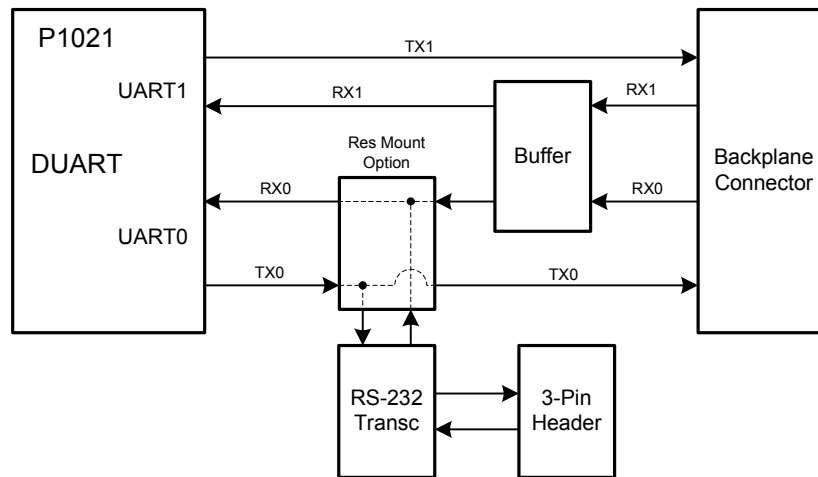 P1021
TX1
UART1
RX1
RX1
Res Mount
Option
Buffer
Backplane
Connector
DUART
RX0
RX0
UART0
TX0
TX0
RS-232
Transc
3-Pin
Header